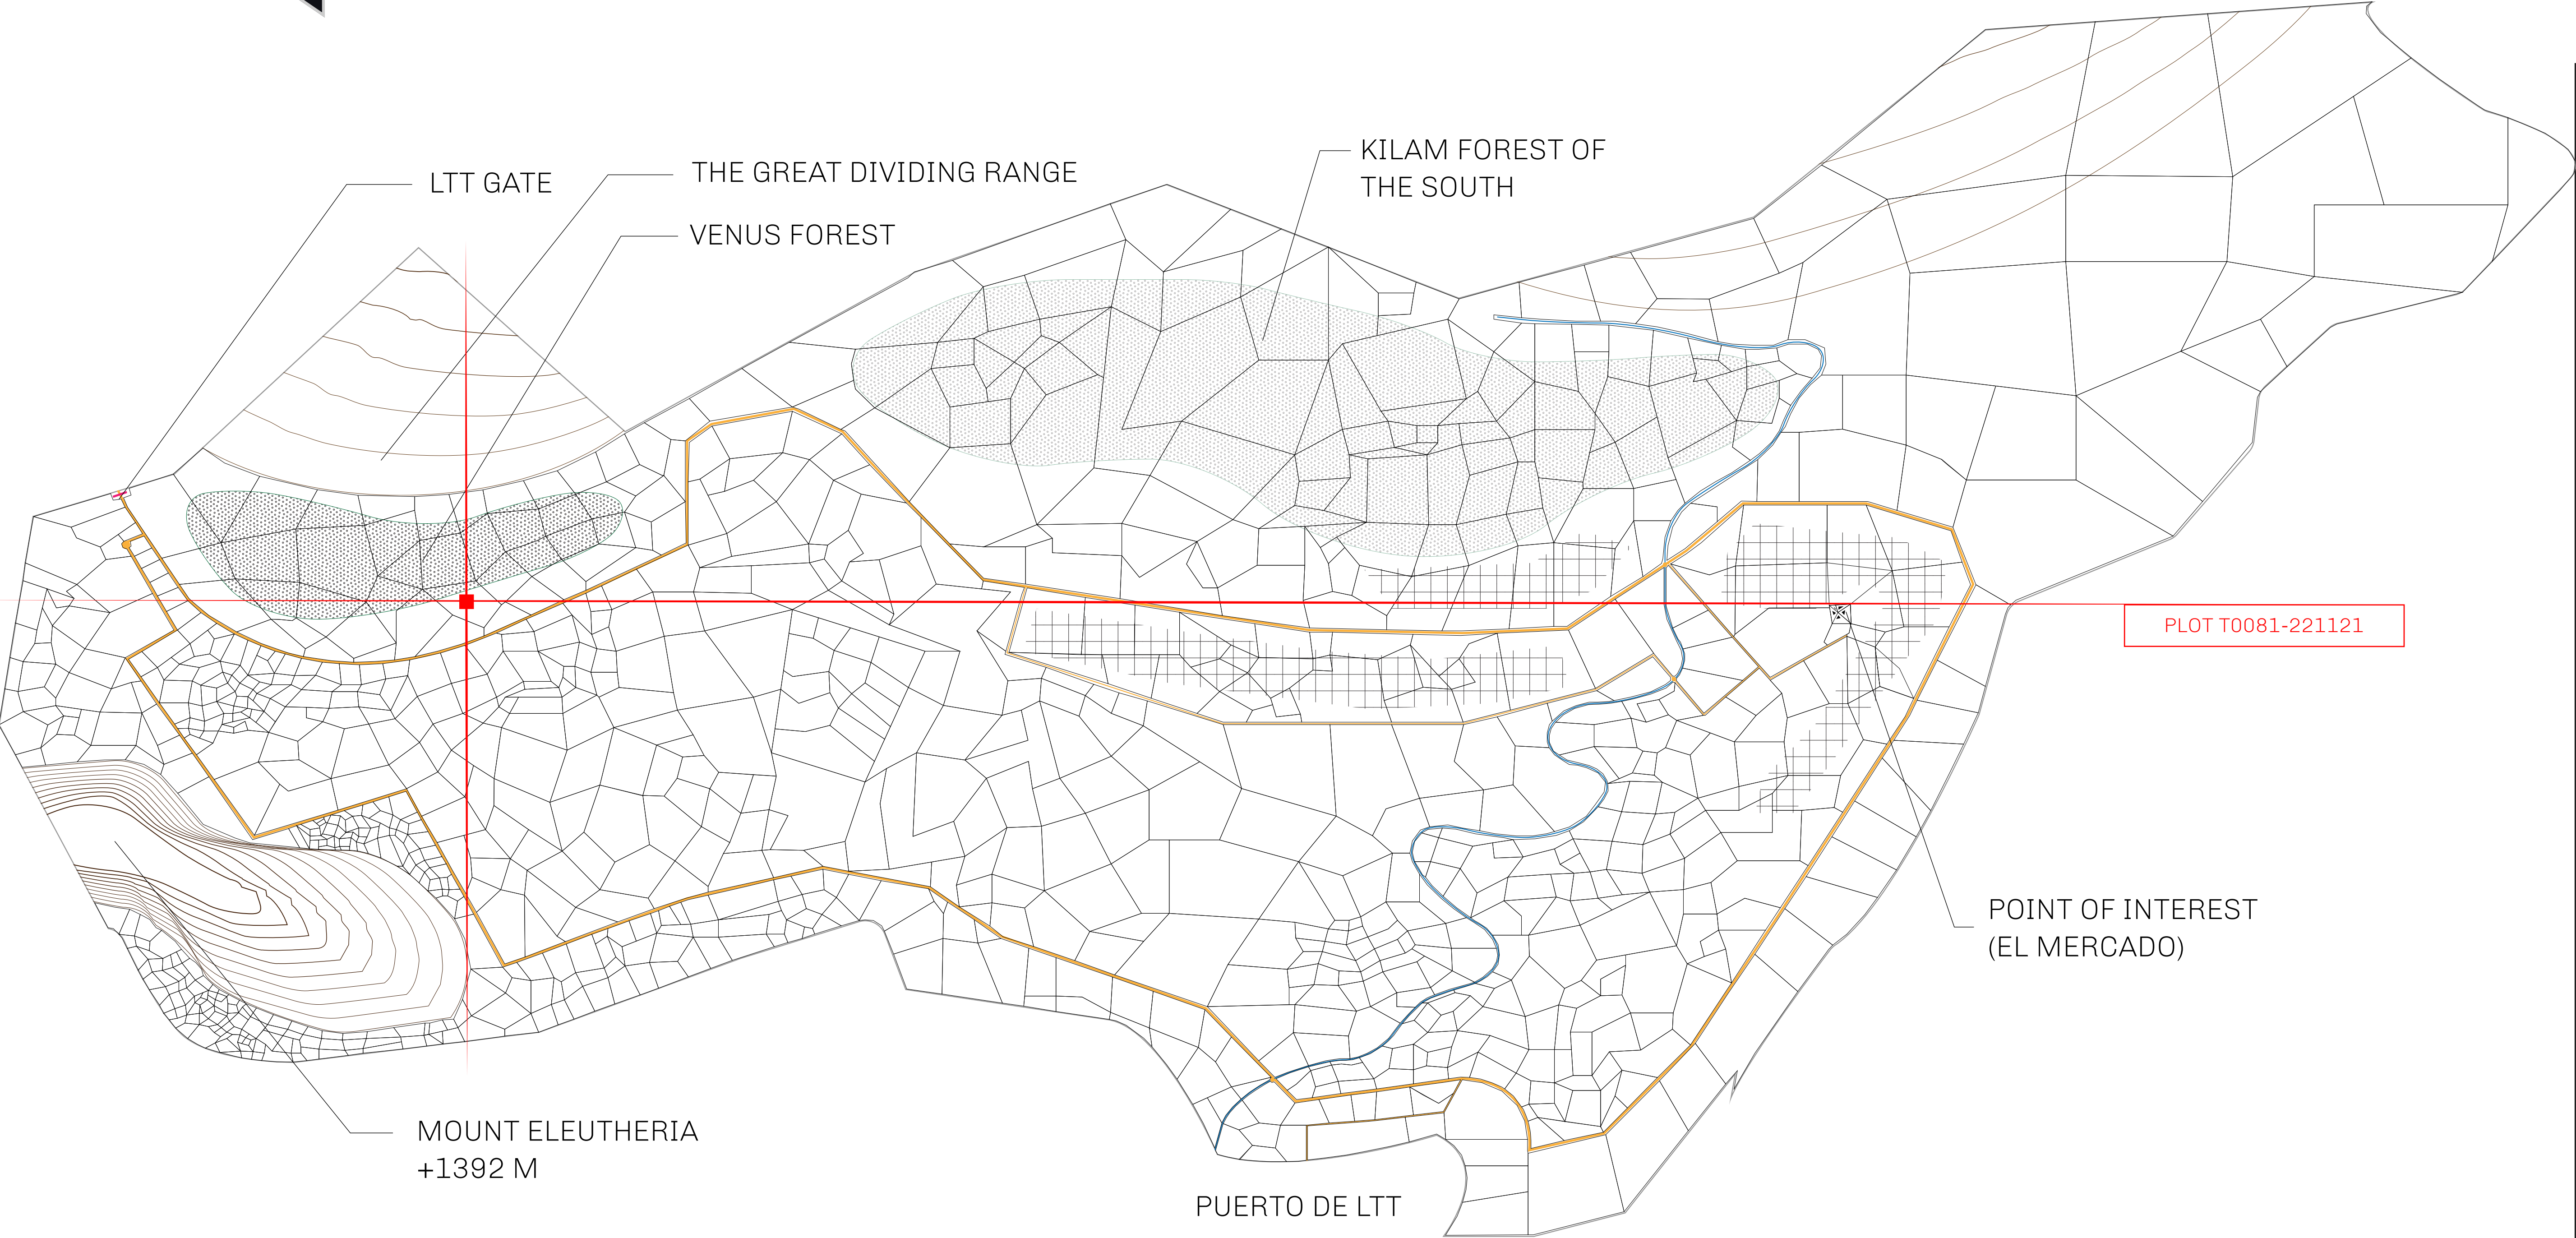 LTT GATE
THE GREAT DIVIDING RANGE
VENUS FOREST
KILAM FOREST OF
THE SOUTH
PLOT T0081-221121
POINT OF INTEREST
(EL MERCADO)
MOUNT ELEUTHERIA
+1392 M
PUERTO DE LTT